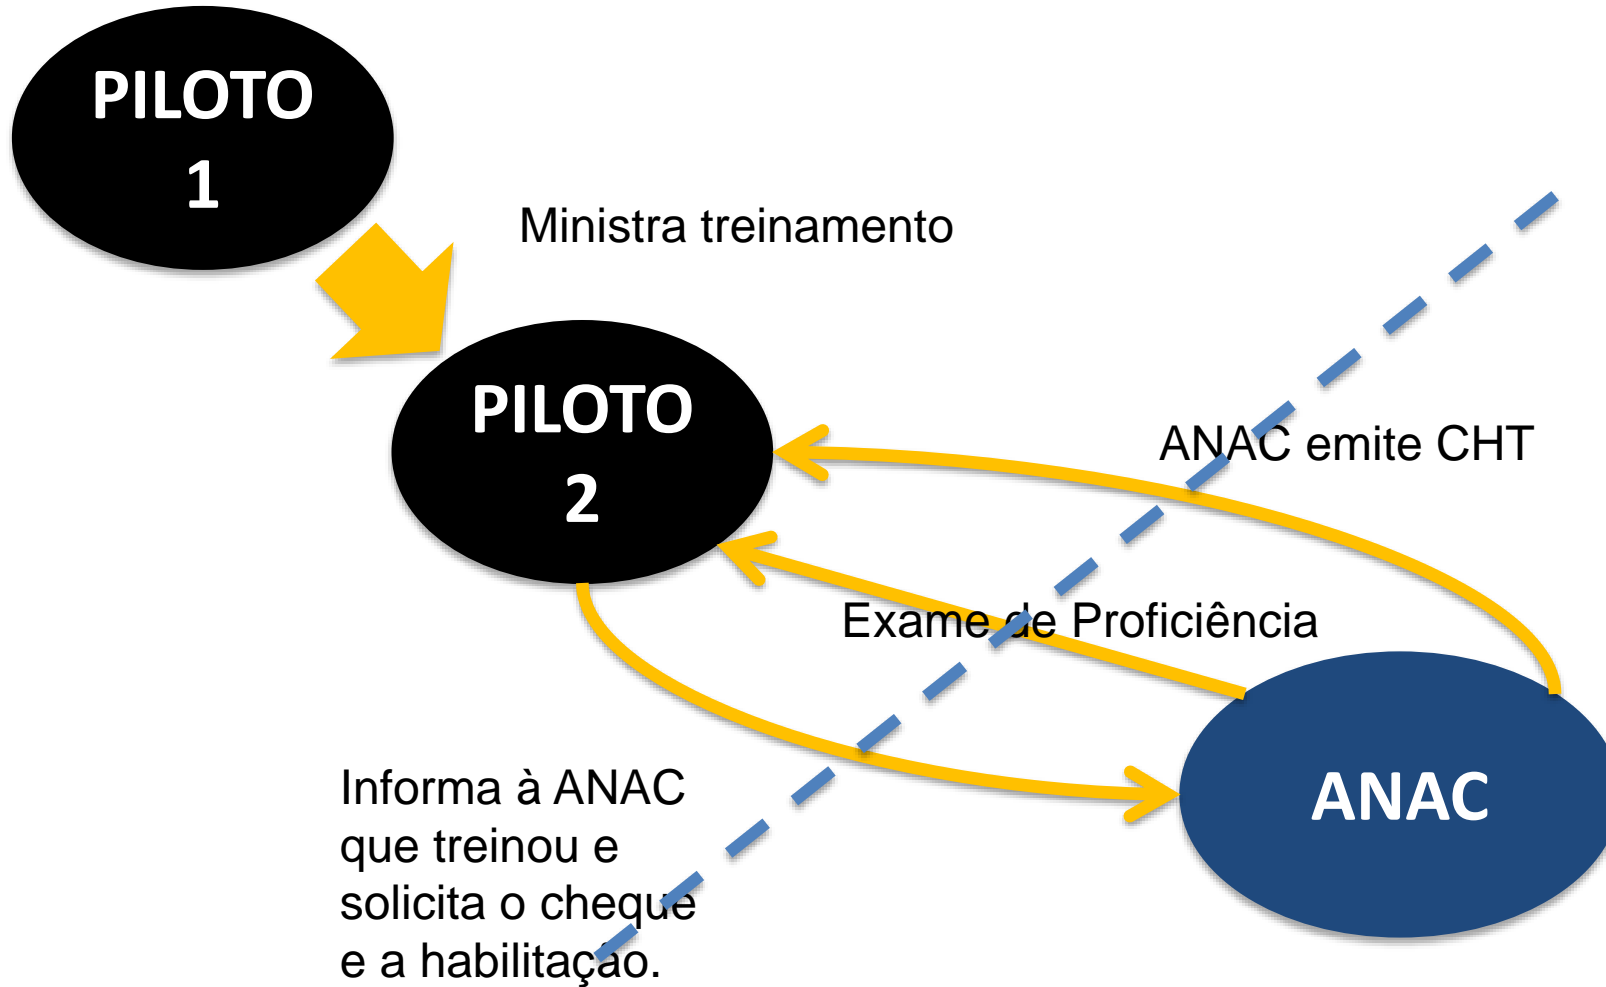 PILOTO
1
Ministra treinamento
PILOTO
2
ANAC emite CHT
Exame de Proficiência
Informa à ANAC
que treinou e
solicita o cheque
e a habilitação.
ANAC